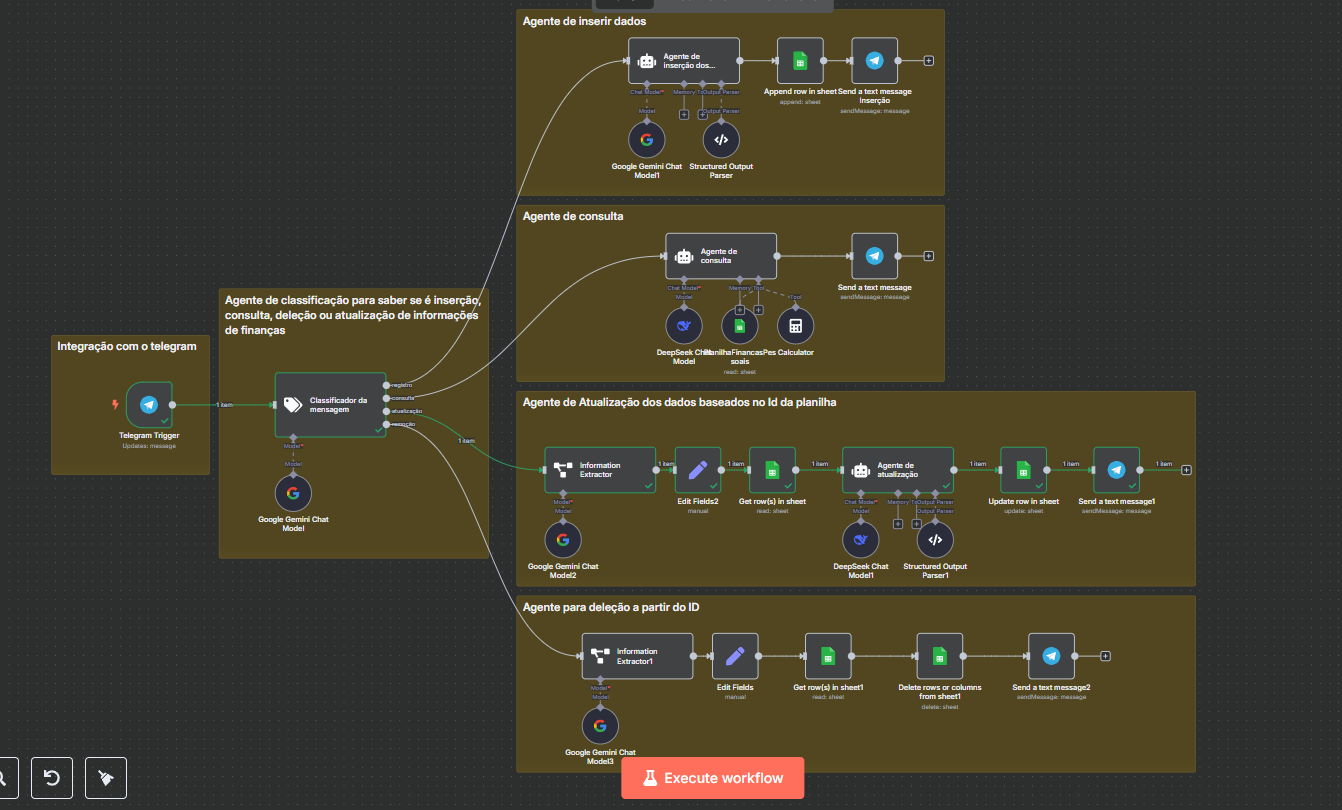 Agente de inserir dados
Agente de
inserção dos...
Chat Model*
Memory
Tool
Output Parser
Model
Output Parser
Google Gemini Chat
Model1
Structured Output
Parser
Append row in sheet
append: sheet
Send a text message
Inserção
sendMessage: message
Agente de consulta
Agente de
consulta
Chat Model*
Memory
Tool
Model
Tool
DeepSeek Chat
Model
PlanilhaFinancasPes
soais
read: sheet
Calculator
Send a text message
sendMessage: message
Integração com o telegram
Telegram Trigger
Updates: message
1 item
Agente de classificação para saber se é inserção,
consulta, deleção ou atualização de informações
de finanças
Classificador da
mensagem
registro
consulta
atualização
remoção
Model*
Model
Google Gemini Chat
Model
1 item
Agente de Atualização dos dados baseados no Id da planilha
Information
Extractor
Model*
Model
Google Gemini Chat
Model2
1 item
Edit Fields2
manual
1 item
Get row(s) in sheet
read: sheet
1 item
Agente de
atualização
Chat Model*
Memory
Tool
Output Parser
Model
Output Parser
DeepSeek Chat
Model1
Structured Output
Parser1
1 item
Update row in sheet
update: sheet
1 item
Send a text message1
sendMessage: message
1 item
Agente para deleção a partir do ID
Information
Extractor1
Model*
Model
Google Gemini Chat
Model3
Edit Fields
manual
Get row(s) in sheet1
read: sheet
Delete rows or columns
from sheet1
delete: sheet
Send a text message2
sendMessage: message
Execute workflow